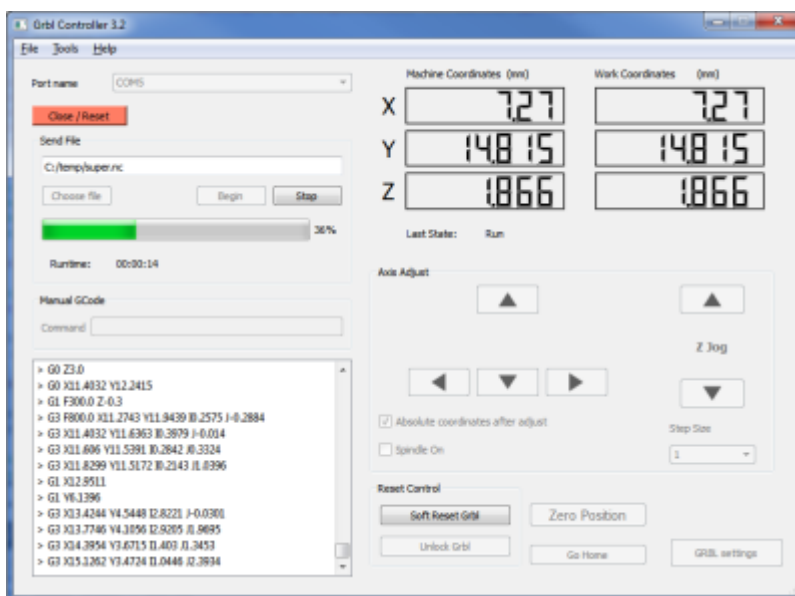 Grbl Controller 3.2
File Tools Help
Port name COM5
Close / Reset
Send File
C:/temp/super.nc
Choose file Begin Stop
36%
Runtime: 00:00:14
Manual GCode
Command
> G0 Z3.0
> G0 X11.4032 Y12.2415
> G1 F300.0 Z-0.3
> G3 F800.0 X11.2743 Y11.9439 I0.2575 J-0.2884
> G3 X11.4032 Y11.6363 I0.3979 J-0.014
> G3 X11.606 Y11.5391 I0.2842 J0.3324
> G3 X11.8299 Y11.5172 I0.2143 J1.0396
> G1 X12.9511
> G1 Y6.1396
> G3 X13.4244 Y4.5448 I2.8221 J-0.0301
> G3 X13.7746 Y4.1056 I2.9205 J1.9695
> G3 X14.3954 Y3.6715 I1.403 J1.3453
> G3 X15.1262 Y3.4724 I1.0446 J2.3934
Machine Coordinates (mm) Work Coordinates (mm)
X 7.27 7.27
Y 14.815 14.815
Z 1.866 1.866
Last State: Run
Axis Adjust
Z Jog
Absolute coordinates after adjust
Step Size
Spindle On
1
Reset Control
Soft Reset Grbl Zero Position
Unlock Grbl Go Home GRBL settings